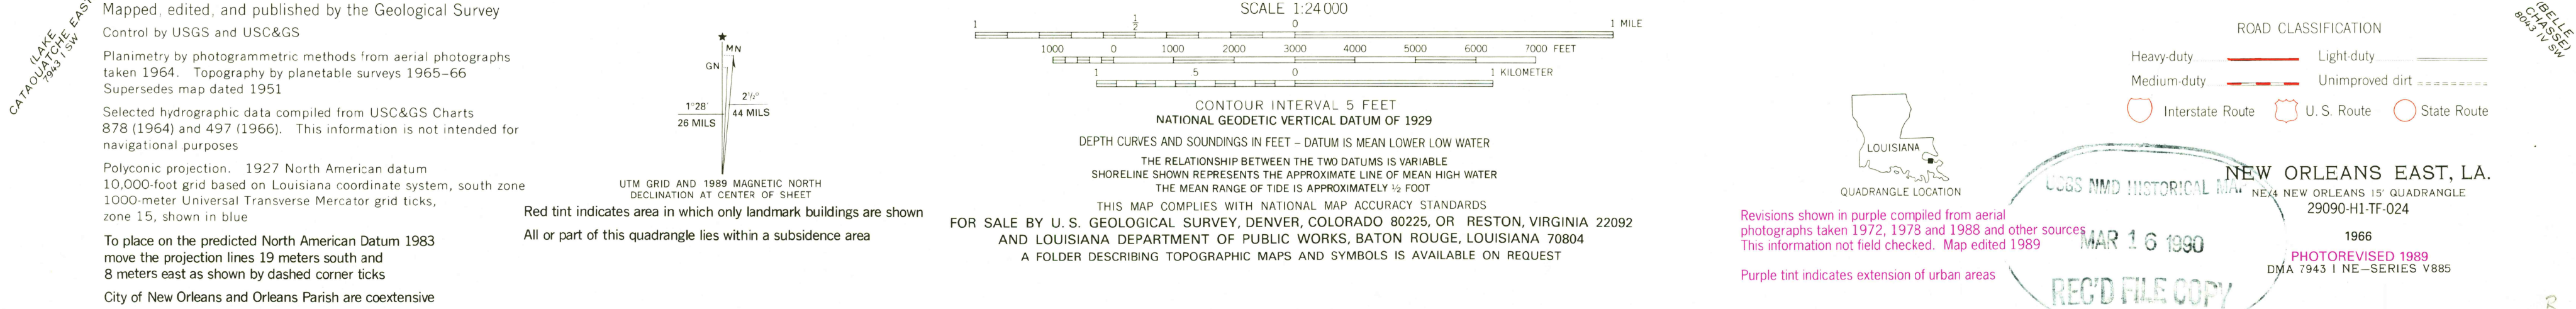 (LAKE
CATAOUATCHE EAST)
7943 I SW
Mapped, edited, and published by the Geological Survey
Control by USGS and USC&GS
Planimetry by photogrammetric methods from aerial photographs
taken 1964. Topography by planetable surveys 1965–66
Supersedes map dated 1951
Selected hydrographic data compiled from USC&GS Charts
878 (1964) and 497 (1966). This information is not intended for
navigational purposes
Polyconic projection. 1927 North American datum
10,000-foot grid based on Louisiana coordinate system, south zone
1000-meter Universal Transverse Mercator grid ticks,
zone 15, shown in blue
To place on the predicted North American Datum 1983
move the projection lines 19 meters south and
8 meters east as shown by dashed corner ticks
City of New Orleans and Orleans Parish are coextensive
MN
GN
1°28′
26 MILS
2½°
44 MILS
UTM GRID AND 1989 MAGNETIC NORTH
DECLINATION AT CENTER OF SHEET
Red tint indicates area in which only landmark buildings are shown
All or part of this quadrangle lies within a subsidence area
SCALE 1:24 000
1 ½ 0 1 MILE
1000 0 1000 2000 3000 4000 5000 6000 7000 FEET
1 .5 0 1 KILOMETER
CONTOUR INTERVAL 5 FEET
NATIONAL GEODETIC VERTICAL DATUM OF 1929
DEPTH CURVES AND SOUNDINGS IN FEET – DATUM IS MEAN LOWER LOW WATER
THE RELATIONSHIP BETWEEN THE TWO DATUMS IS VARIABLE
SHORELINE SHOWN REPRESENTS THE APPROXIMATE LINE OF MEAN HIGH WATER
THE MEAN RANGE OF TIDE IS APPROXIMATELY ½ FOOT
THIS MAP COMPLIES WITH NATIONAL MAP ACCURACY STANDARDS
FOR SALE BY U. S. GEOLOGICAL SURVEY, DENVER, COLORADO 80225, OR RESTON, VIRGINIA 22092
AND LOUISIANA DEPARTMENT OF PUBLIC WORKS, BATON ROUGE, LOUISIANA 70804
A FOLDER DESCRIBING TOPOGRAPHIC MAPS AND SYMBOLS IS AVAILABLE ON REQUEST
LOUISIANA
QUADRANGLE LOCATION
Revisions shown in purple compiled from aerial
photographs taken 1972, 1978 and 1988 and other sources
This information not field checked. Map edited 1989
Purple tint indicates extension of urban areas
ROAD CLASSIFICATION
Heavy-duty Light-duty
Medium-duty Unimproved dirt
Interstate Route U. S. Route State Route
USGS NMD HISTORICAL MAP
MAR 16 1990
REC'D FILE COPY
NEW ORLEANS EAST, LA.
NE/4 NEW ORLEANS 15′ QUADRANGLE
29090-H1-TF-024
1966
PHOTOREVISED 1989
DMA 7943 I NE—SERIES V885
(BELLE
CHASSE)
8043 IV SW
R